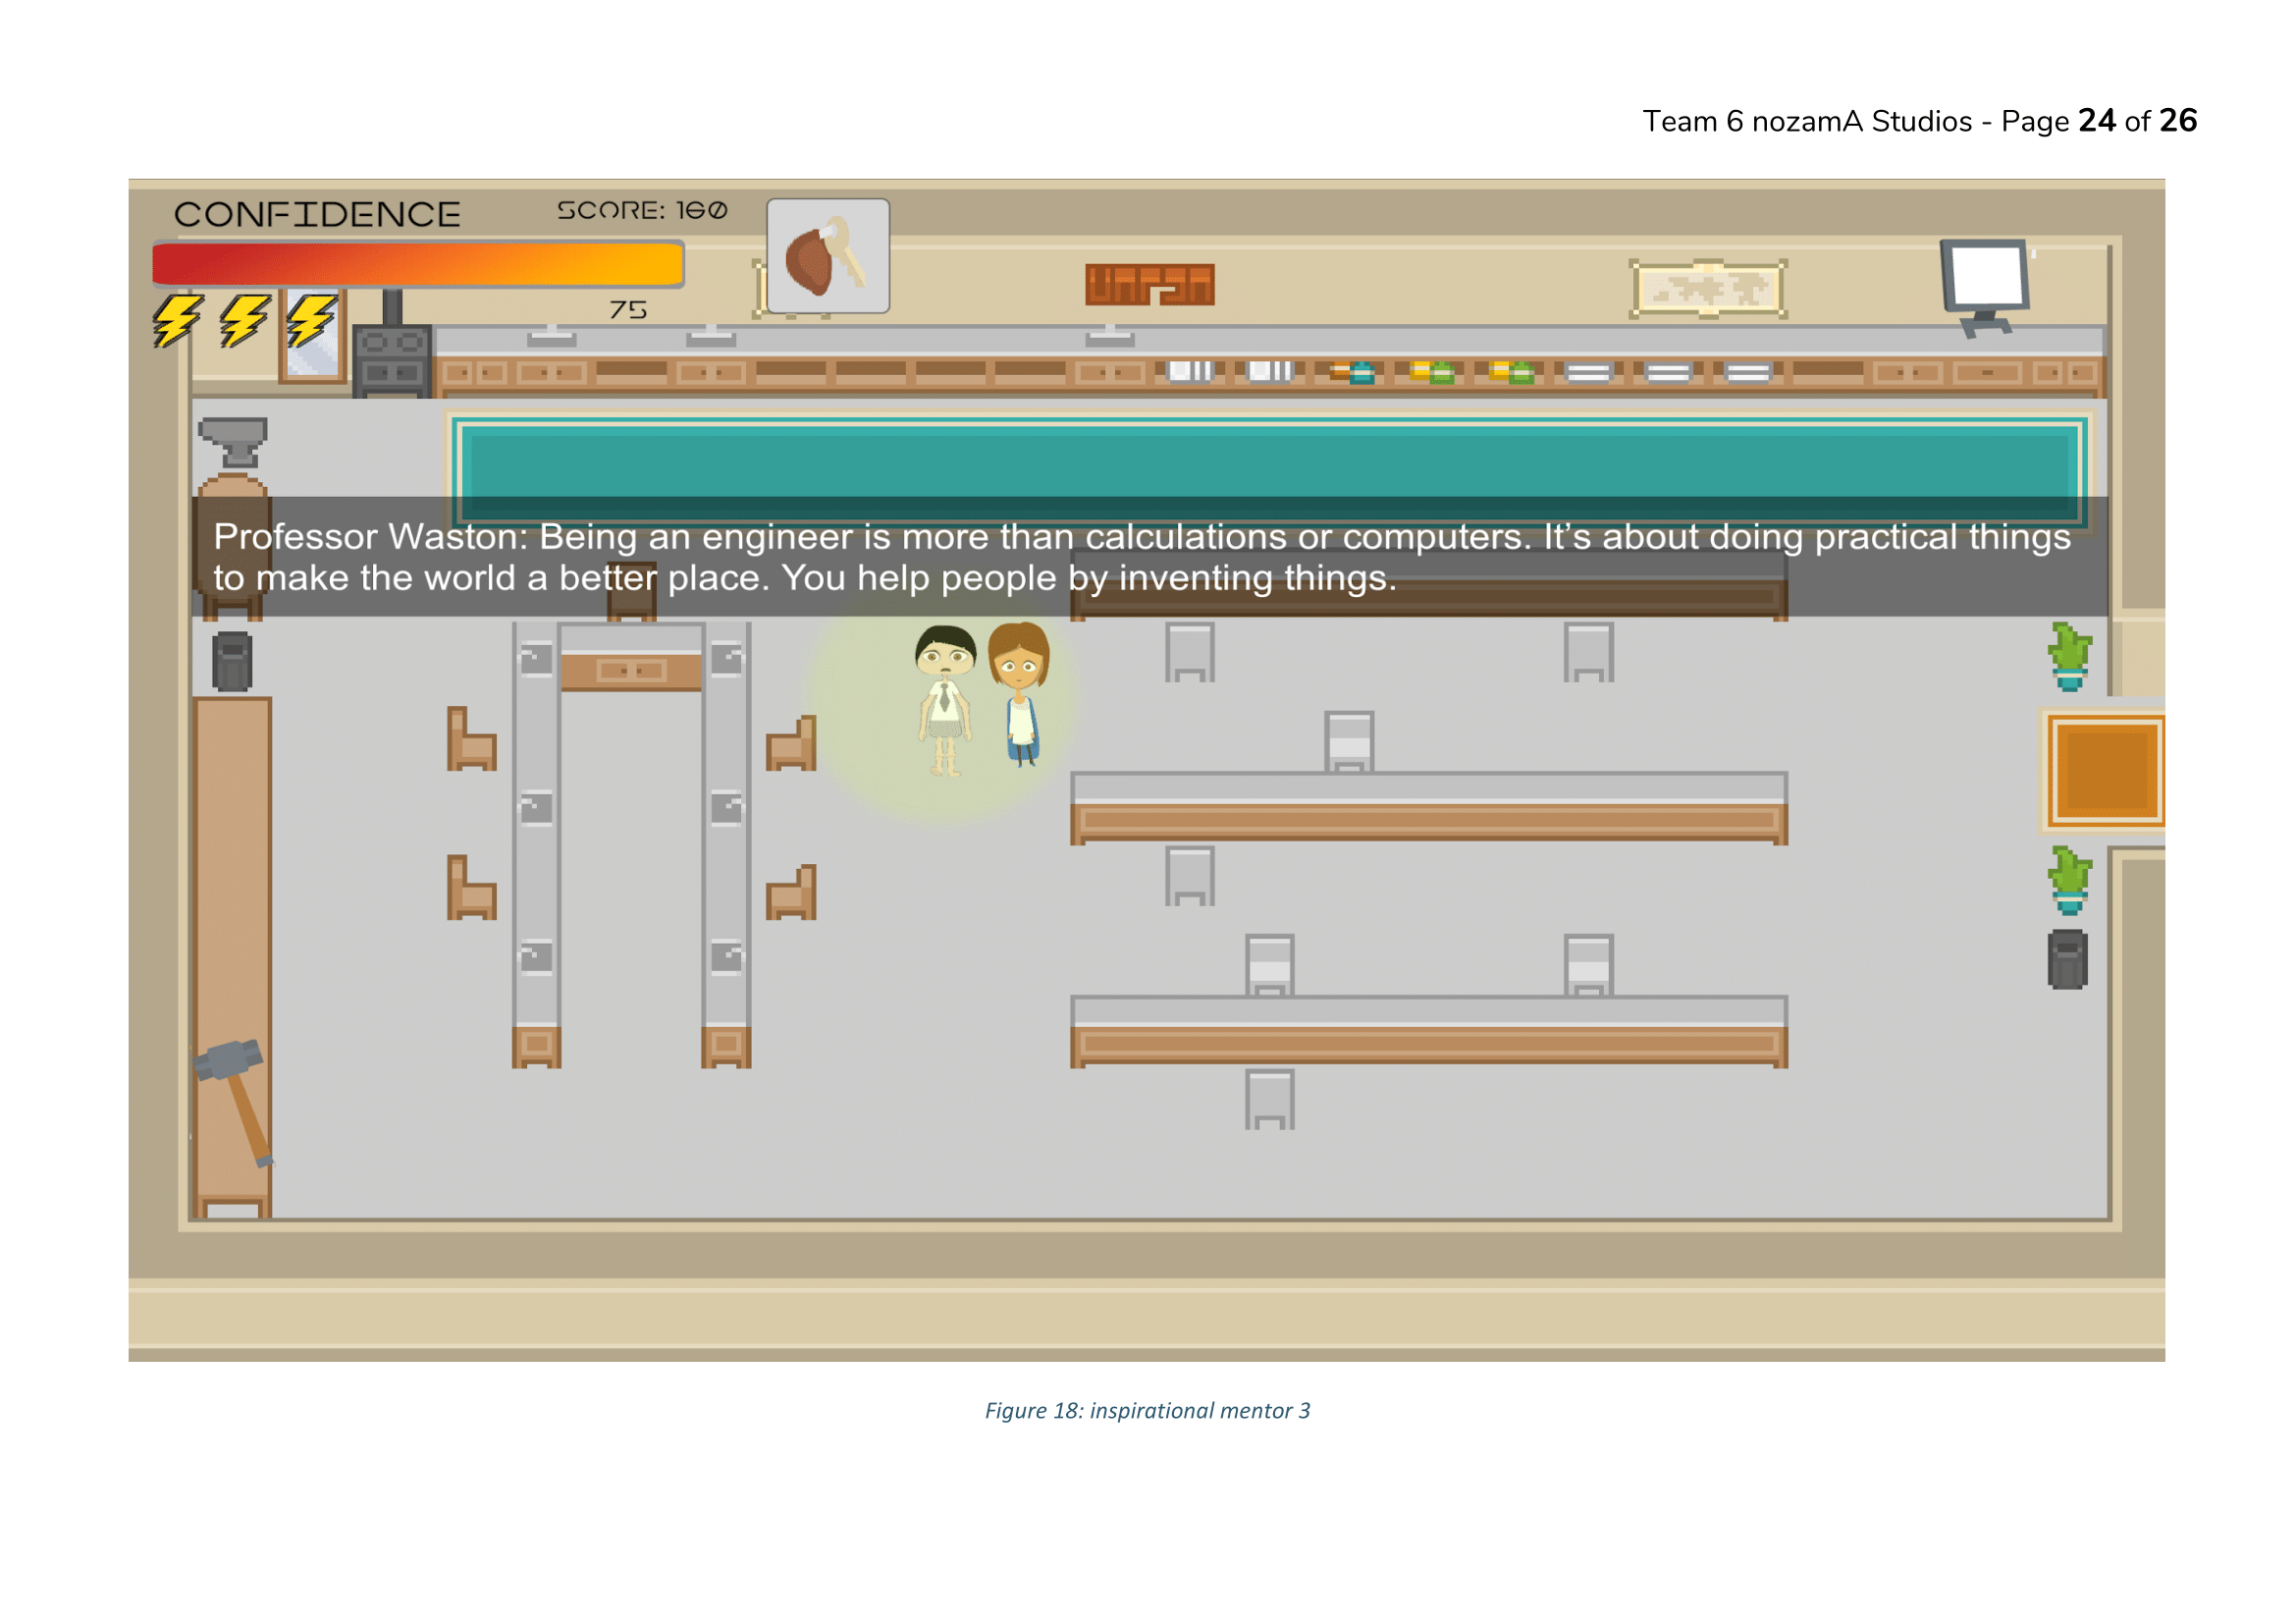 Team 6 nozamA Studios - Page 24 of 26
CONFIDENCE
SCORE: 160
75
Professor Waston: Being an engineer is more than calculations or computers. It’s about doing practical things
to make the world a better place. You help people by inventing things.
Figure 18: inspirational mentor 3